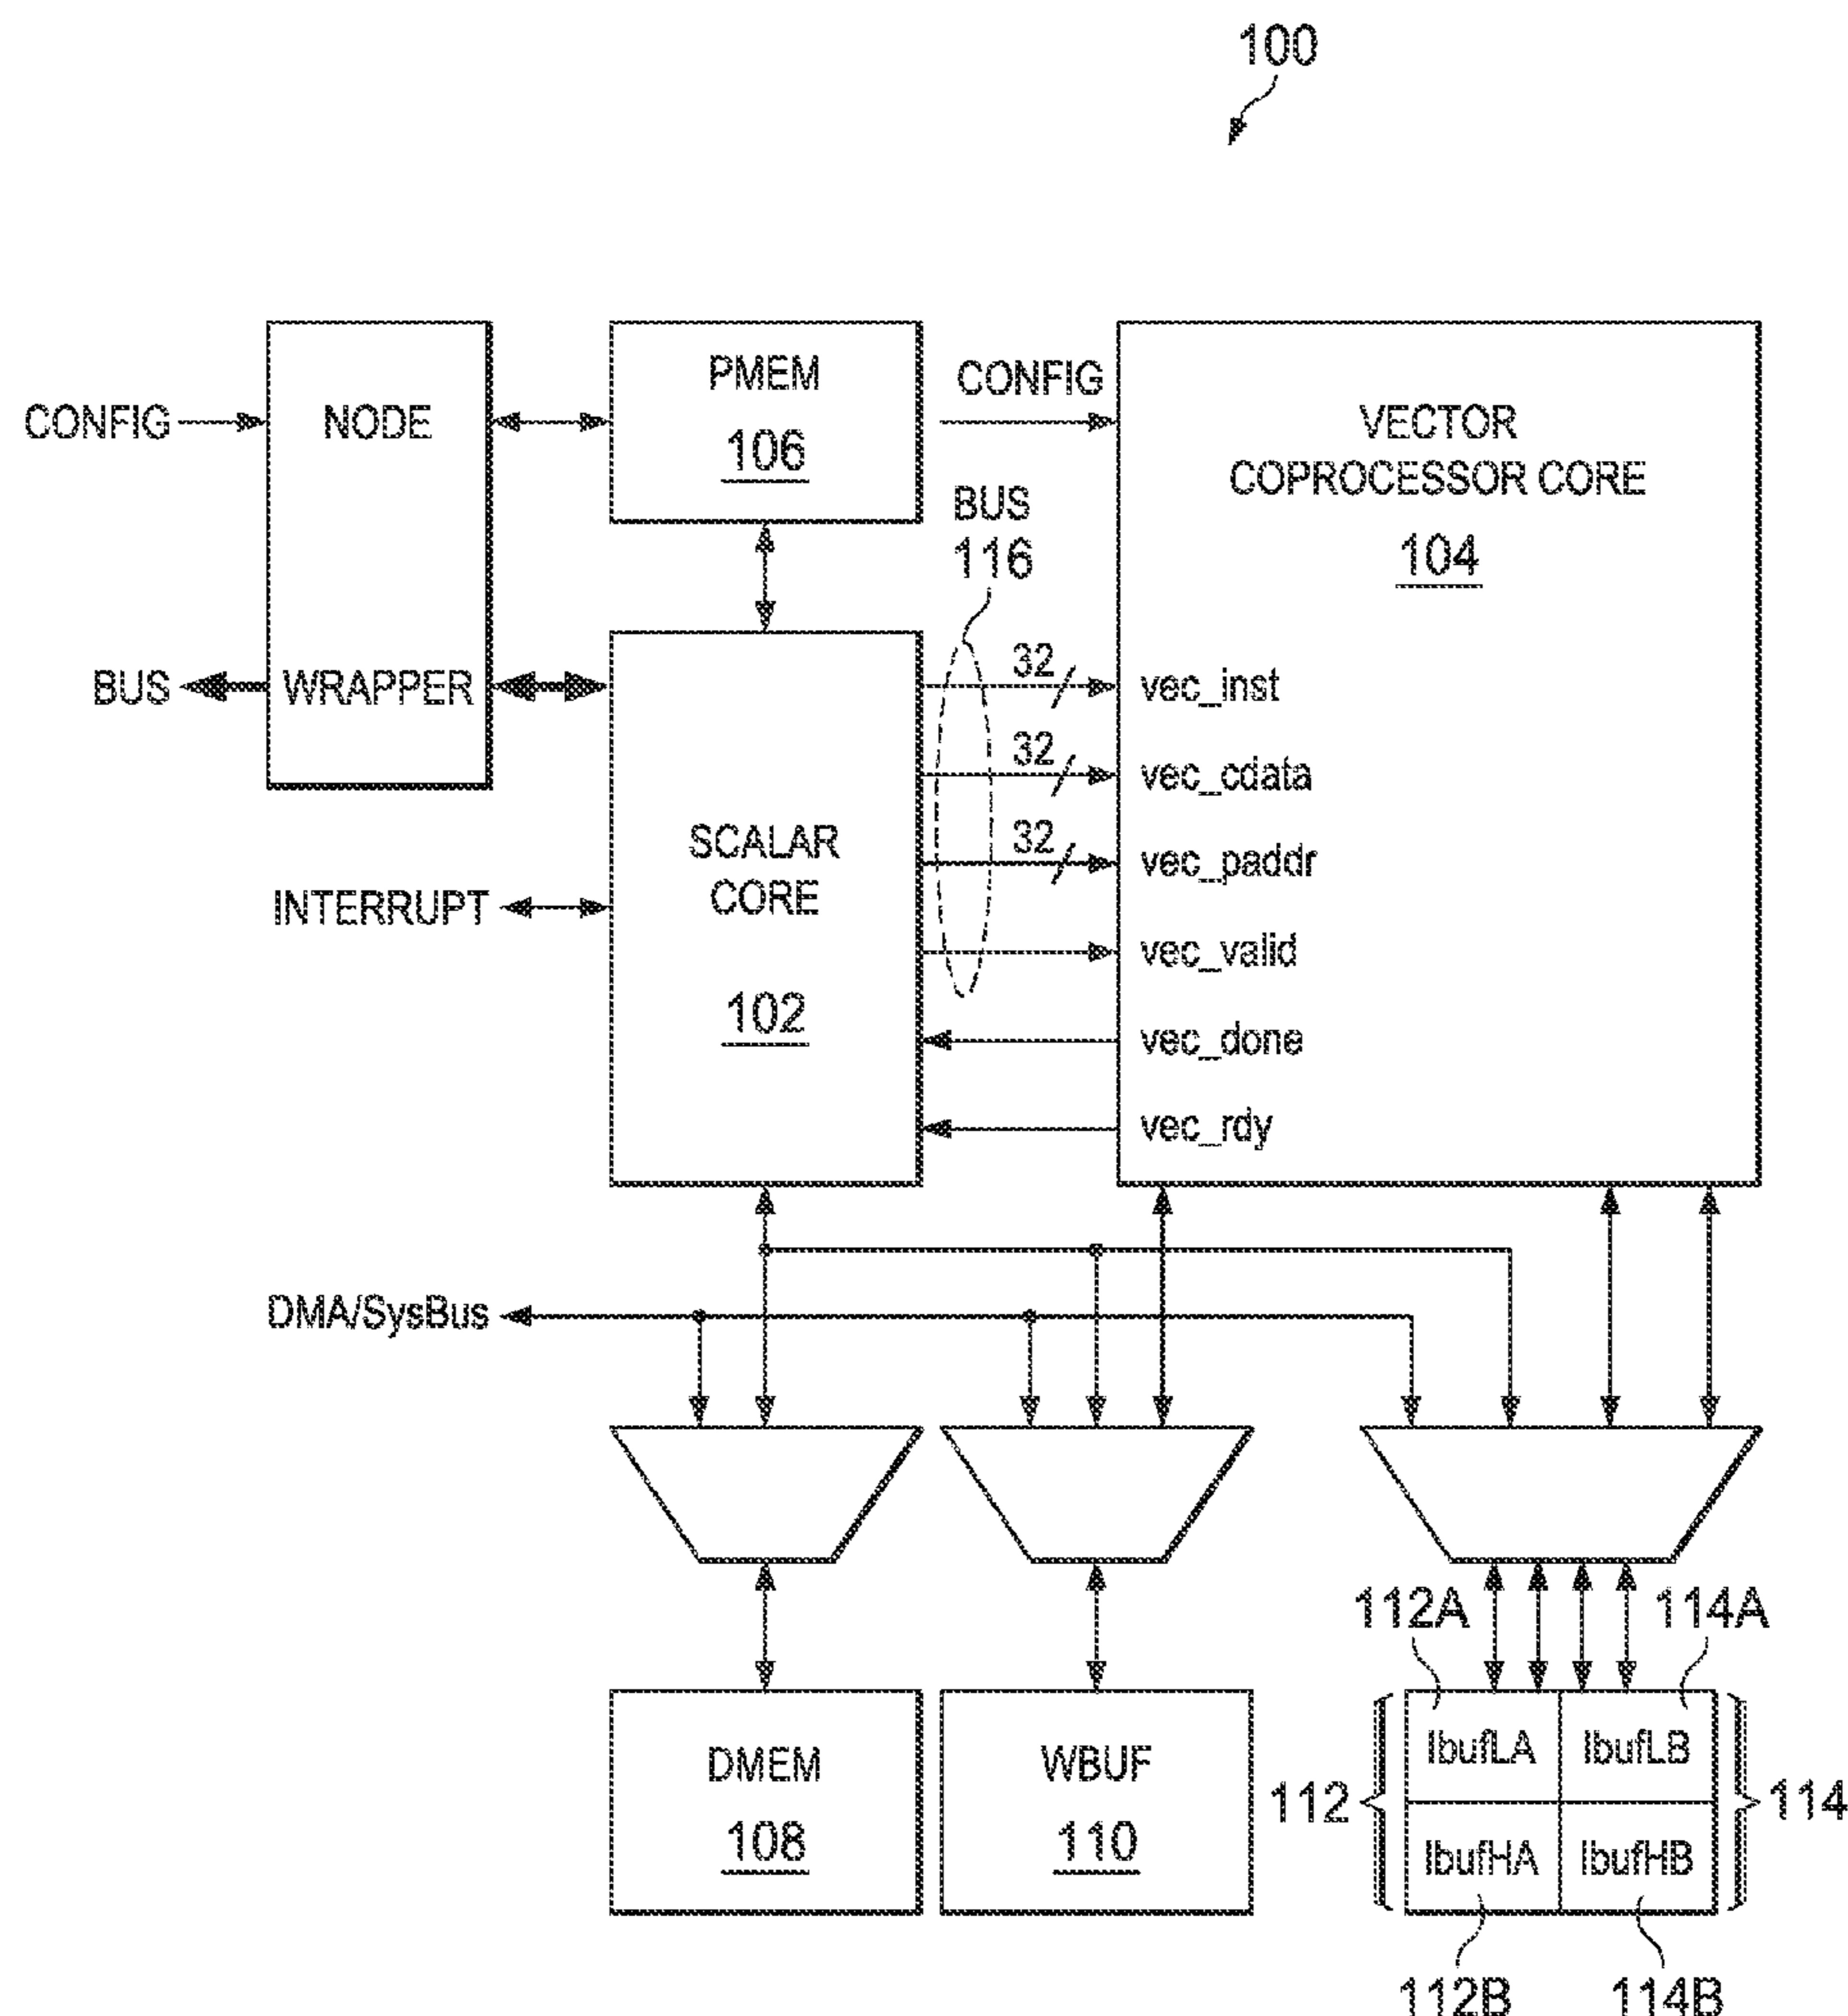 100
PMEM
106
CONFIG
NODE
WRAPPER
CONFIG
VECTOR
COPROCESSOR CORE
104
BUS
116
BUS
32
vec_inst
32
vec_cdata
32
vec_paddr
vec_valid
vec_done
vec_rdy
SCALAR
CORE
102
INTERRUPT
DMA/SysBus
112A
114A
DMEM
108
WBUF
110
112
IbufLA
IbufLB
IbufHA
IbufHB
114
112B
114B